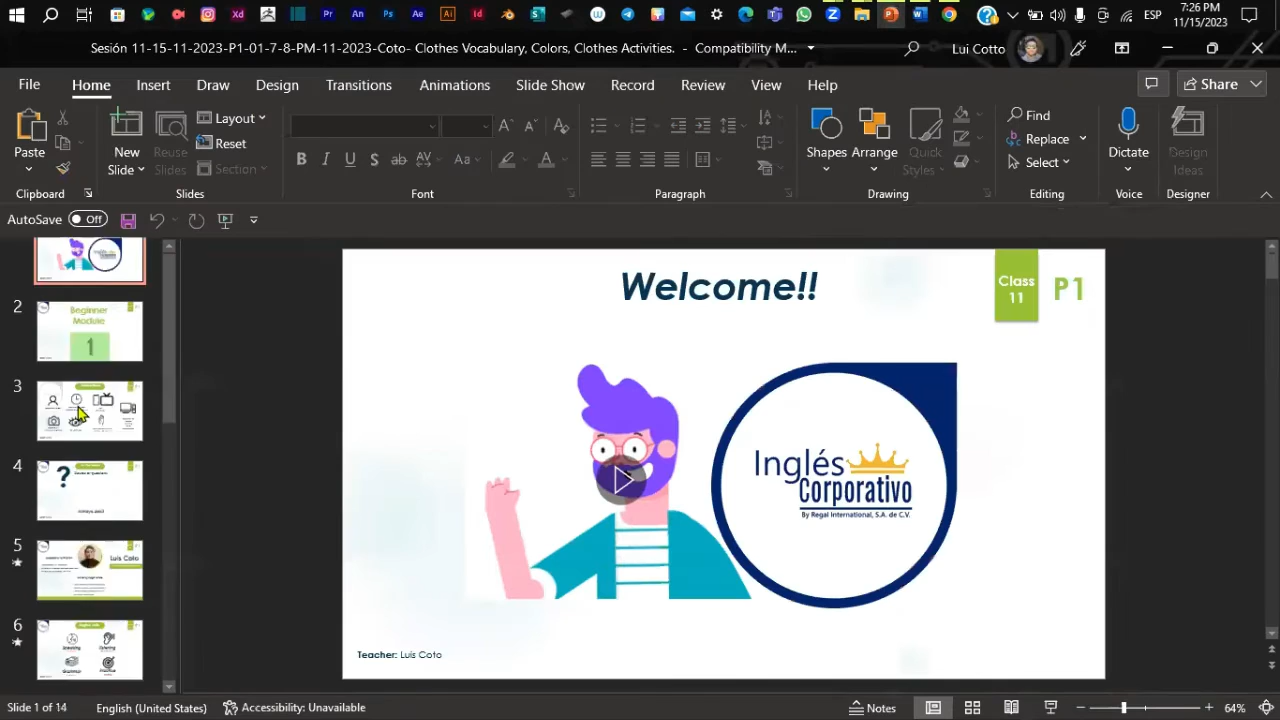 7:26 PM
ESP
11/15/2023
Sesión 11-15-11-2023-P1-01-7-8-PM-11-2023-Coto- Clothes Vocabulary, Colors, Clothes Activities. - Compatibility M...
Lui Cotto
File Home Insert Draw Design Transitions Animations Slide Show Record Review View Help Share
Paste New Slide Reuse Slides Layout Reset Section
Find Replace Select
Shapes Arrange Quick Styles Dictate Design Ideas
Clipboard Slides Font Paragraph Drawing Editing Voice Designer
AutoSave Off
2
Beginner
Module
1
3
4
5
Luis Coto
6
Welcome!!
Class
11
P1
Inglés
Corporativo
By Regal International, S.A. de C.V.
Teacher: Luis Coto
Slide 1 of 14 English (United States) Accessibility: Unavailable Notes 64%